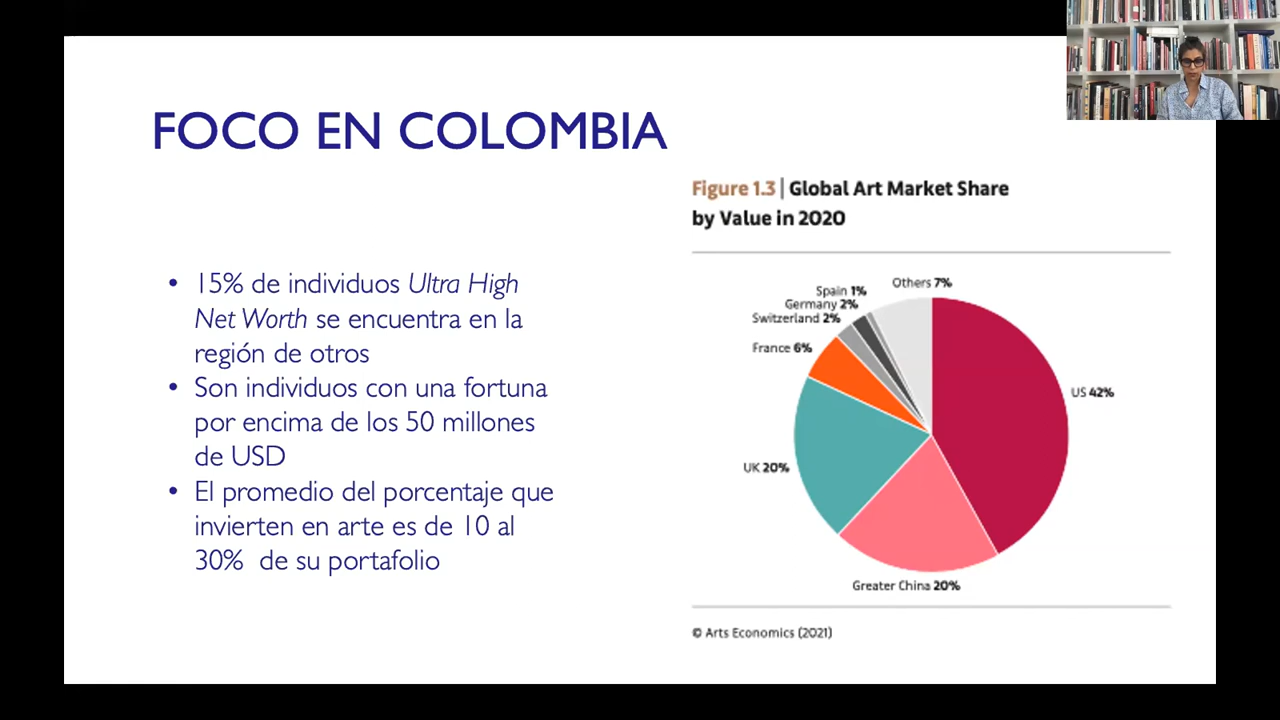 FOCO EN COLOMBIA
• 15% de individuos Ultra High
Net Worth se encuentra en la
región de otros
• Son individuos con una fortuna
por encima de los 50 millones
de USD
• El promedio del porcentaje que
invierten en arte es de 10 al
30% de su portafolio
Figure 1.3 | Global Art Market Share
by Value in 2020
Others 7%
Spain 1%
Germany 2%
Switzerland 2%
France 6%
US 42%
UK 20%
Greater China 20%
© Arts Economics (2021)